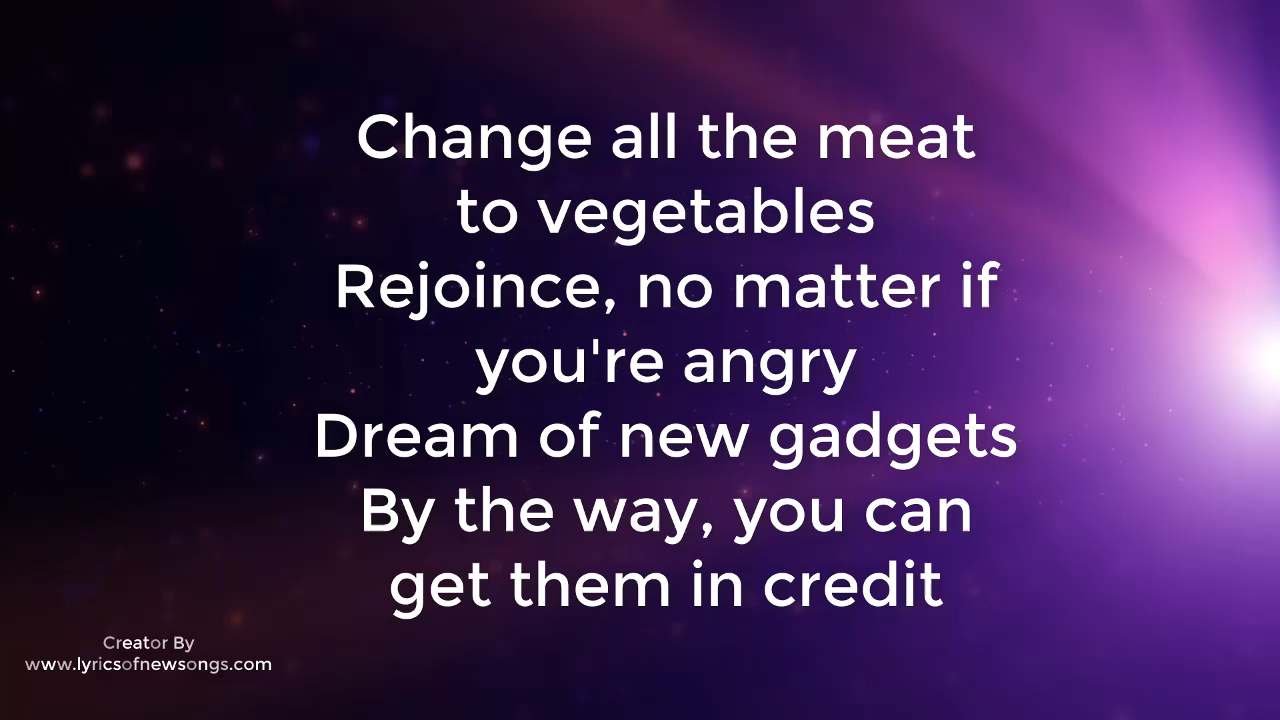 Change all the meat
to vegetables
Rejoince, no matter if
you're angry
Dream of new gadgets
By the way, you can
get them in credit
Creator By
www.lyricsofnewsongs.com